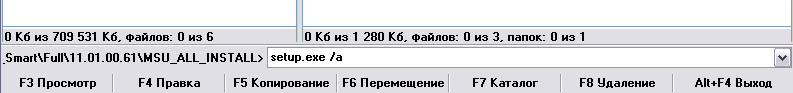 0 Кб из 709 531 Кб, файлов: 0 из 6
0 Кб из 1 280 Кб, файлов: 0 из 3, папок: 0 из 1
_Smart\Full\11.01.00.61\MSU_ALL_INSTALL> setup.exe /a
F3 Просмотр F4 Правка F5 Копирование F6 Перемещение F7 Каталог F8 Удаление Alt+F4 Выход